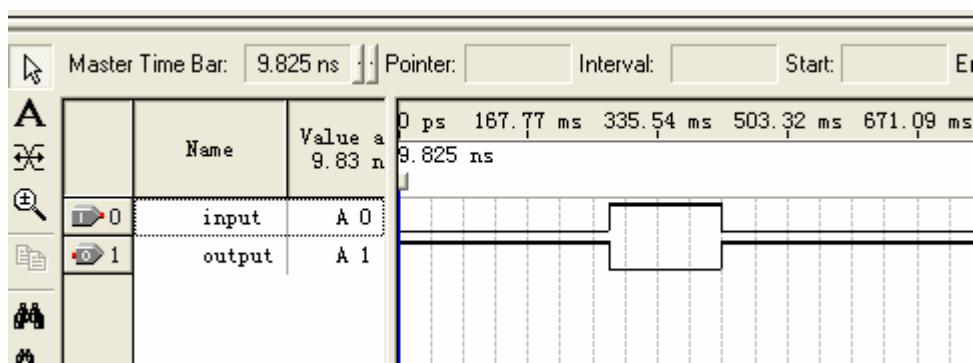 Master Time Bar: 9.825 ns Pointer: Interval: Start:
A
0 ps 167.77 ms 335.54 ms 503.32 ms 671.09 ms
Name Value a
9.83 n
9.825 ns
0 input A 0
1 output A 1